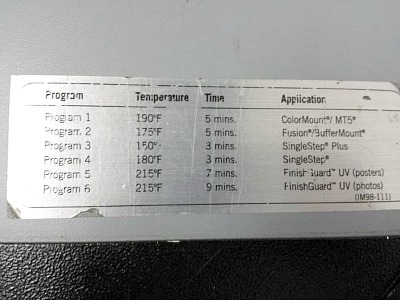 Program Temperature Time Application
Program 1 190°F 5 mins. ColorMount®/ MT5®
Program 2 175°F 5 mins. Fusion®/BufferMount®
Program 3 150°F 3 mins. SingleStep® Plus
Program 4 180°F 3 mins. SingleStep®
Program 5 215°F 7 mins. FinishGuard™ UV (posters)
Program 6 215°F 9 mins. FinishGuard™ UV (photos)
(IM98-111)